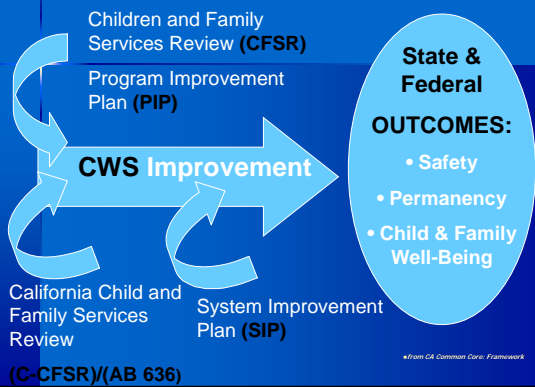 Children and Family
Services Review (CFSR)
Program Improvement
Plan (PIP)
CWS Improvement
State &
Federal
OUTCOMES:
• Safety
• Permanency
• Child & Family
Well-Being
California Child and
Family Services
Review
(C-CFSR)/(AB 636)
System Improvement
Plan (SIP)
▪from CA Common Core: Framework